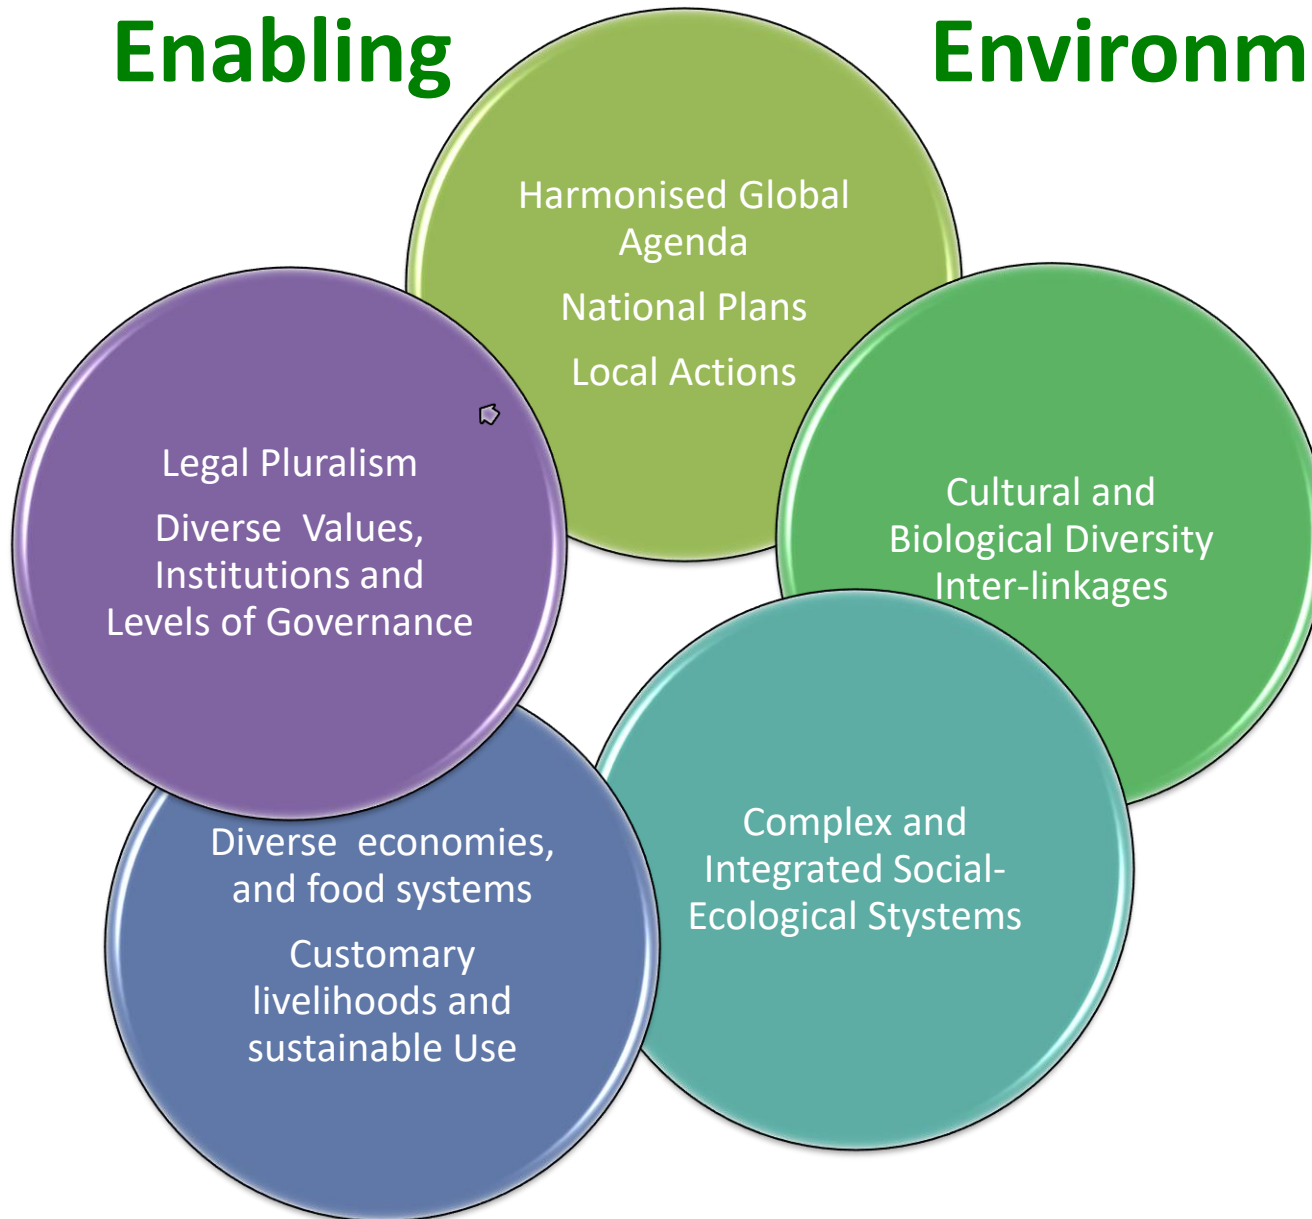 Enabling Environm
Harmonised Global
Agenda
National Plans
Local Actions
Cultural and
Biological Diversity
Inter-linkages
Complex and
Integrated Social-
Ecological Stystems
Diverse economies,
and food systems
Customary
livelihoods and
sustainable Use
Legal Pluralism
Diverse Values,
Institutions and
Levels of Governance